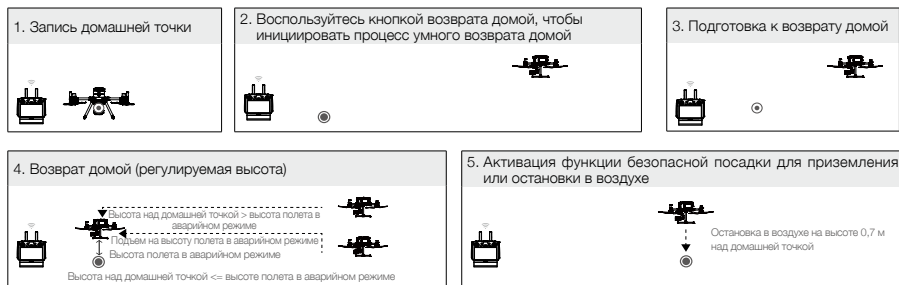 1. Запись домашней точки
2. Воспользуйтесь кнопкой возврата домой, чтобы
инициировать процесс умного возврата домой
3. Подготовка к возврату домой
4. Возврат домой (регулируемая высота)
Высота над домашней точкой > высота полета в
аварийном режиме
Подъем на высоту полета в аварийном режиме
Высота полета в аварийном режиме
Высота над домашней точкой <= высоте полета в аварийном режиме
5. Активация функции безопасной посадки для приземления
или остановки в воздухе
Остановка в воздухе на высоте 0,7 м
над домашней точкой